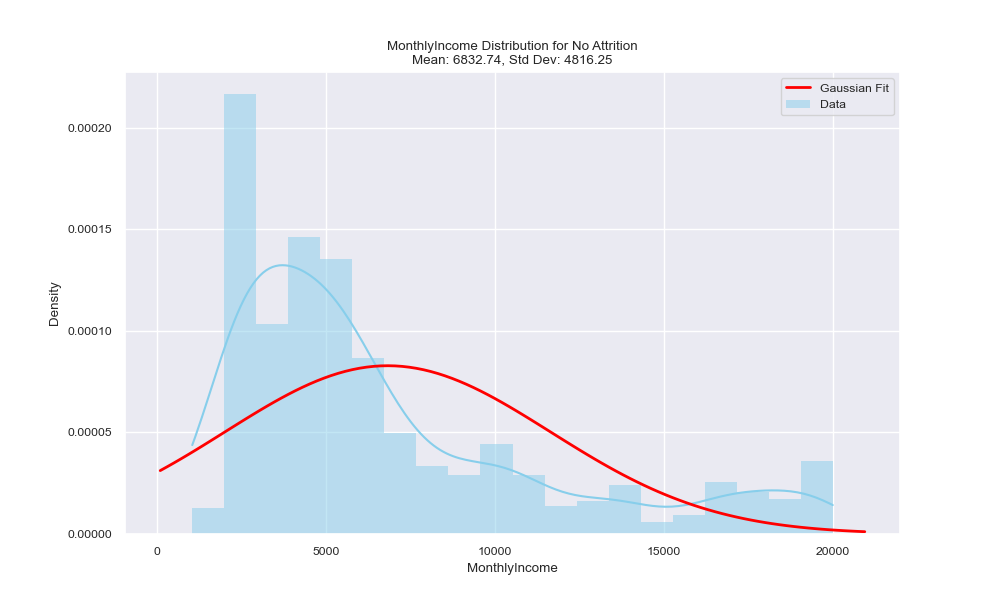 MonthlyIncome Distribution for No Attrition
Mean: 6832.74, Std Dev: 4816.25
Gaussian Fit
Data
Density
0.00020
0.00015
0.00010
0.00005
0.00000
0
5000
10000
15000
20000
MonthlyIncome